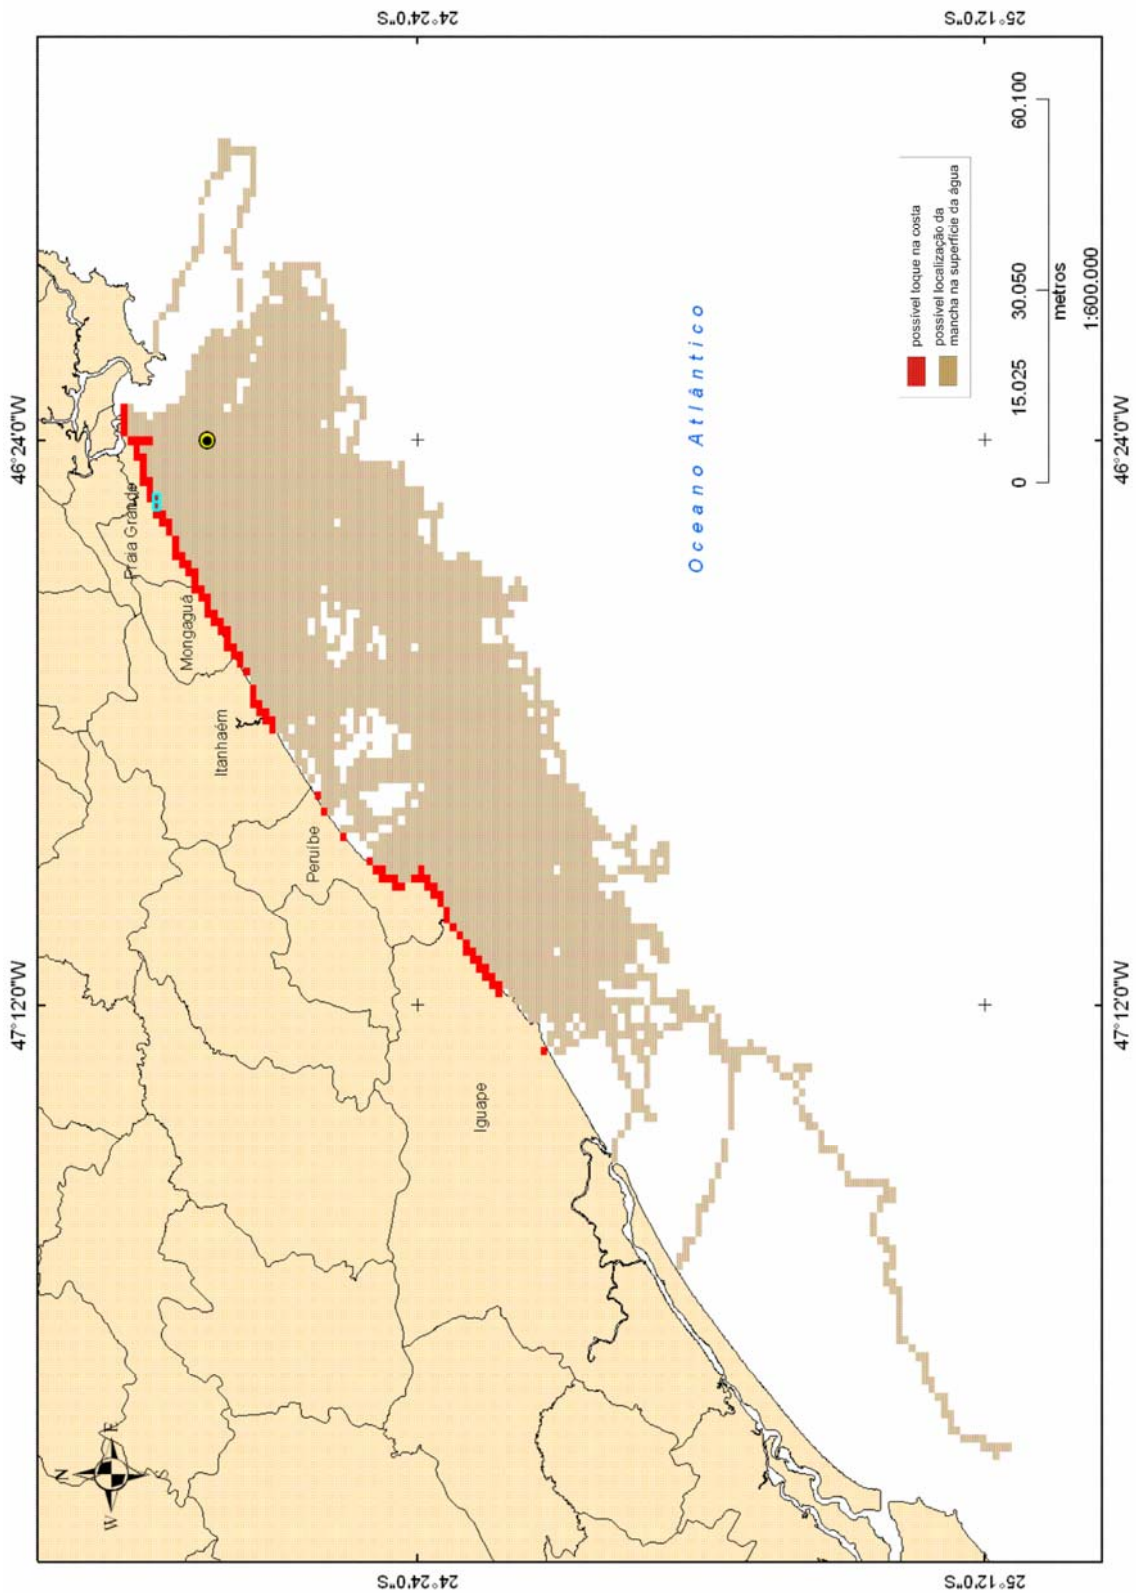 47°12'0"W
46°24'0"W
N
W
E
Praia Grande
Mongaguá
Itanhaém
Peruíbe
Iguape
24°24'0"S
24°24'0"S
Oceano Atlântico
possível toque na costa
possível localização da
mancha na superfície da água
25°12'0"S
25°12'0"S
0 15.025 30.050 60.100
metros
1:600.000
47°12'0"W
46°24'0"W